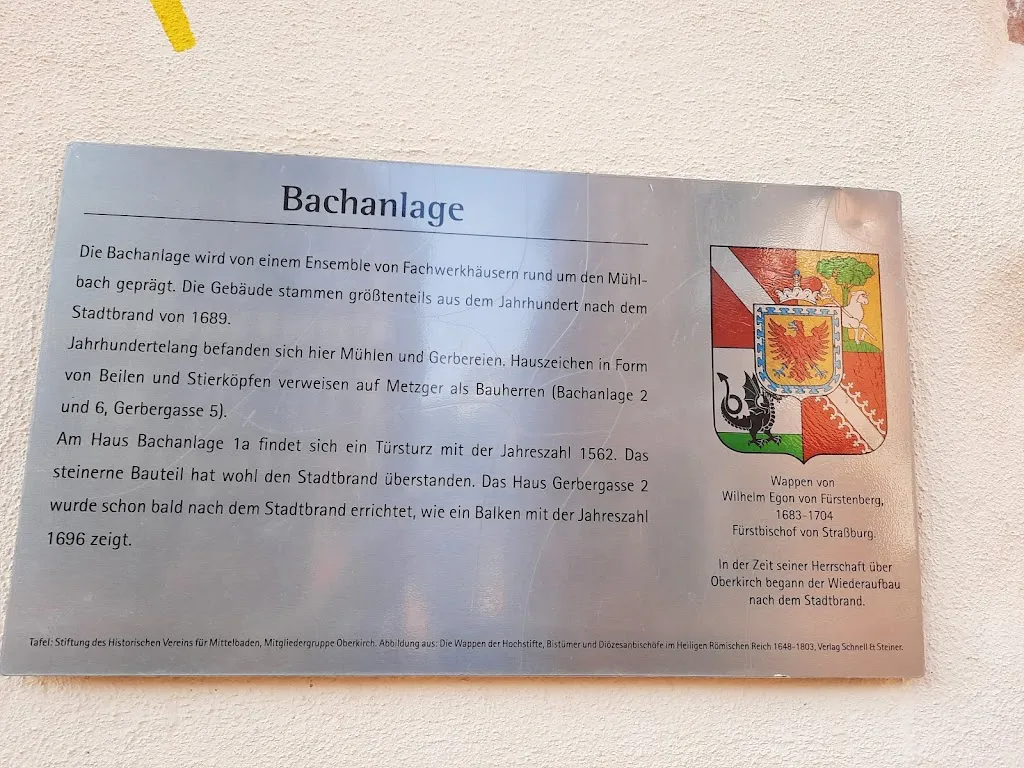 Bachanlage
Die Bachanlage wird von einem Ensemble von Fachwerkhäusern rund um den Mühl-
bach geprägt. Die Gebäude stammen größtenteils aus dem Jahrhundert nach dem
Stadtbrand von 1689.
Jahrhundertelang befanden sich hier Mühlen und Gerbereien. Hauszeichen in Form
von Beilen und Stierköpfen verweisen auf Metzger als Bauherren (Bachanlage 2
und 6, Gerbergasse 5).
Am Haus Bachanlage 1a findet sich ein Türsturz mit der Jahreszahl 1562. Das
steinerne Bauteil hat wohl den Stadtbrand überstanden. Das Haus Gerbergasse 2
wurde schon bald nach dem Stadtbrand errichtet, wie ein Balken mit der Jahreszahl
1696 zeigt.
Wappen von
Wilhelm Egon von Fürstenberg,
1683-1704
Fürstbischof von Straßburg.
In der Zeit seiner Herrschaft über
Oberkirch begann der Wiederaufbau
nach dem Stadtbrand.
Tafel: Stiftung des Historischen Vereins für Mittelbaden, Mitgliedergruppe Oberkirch. Abbildung aus: Die Wappen der Hochstifte, Bistümer und Diözesanbischöfe im Heiligen Römischen Reich 1648-1803, Verlag Schnell & Steiner.